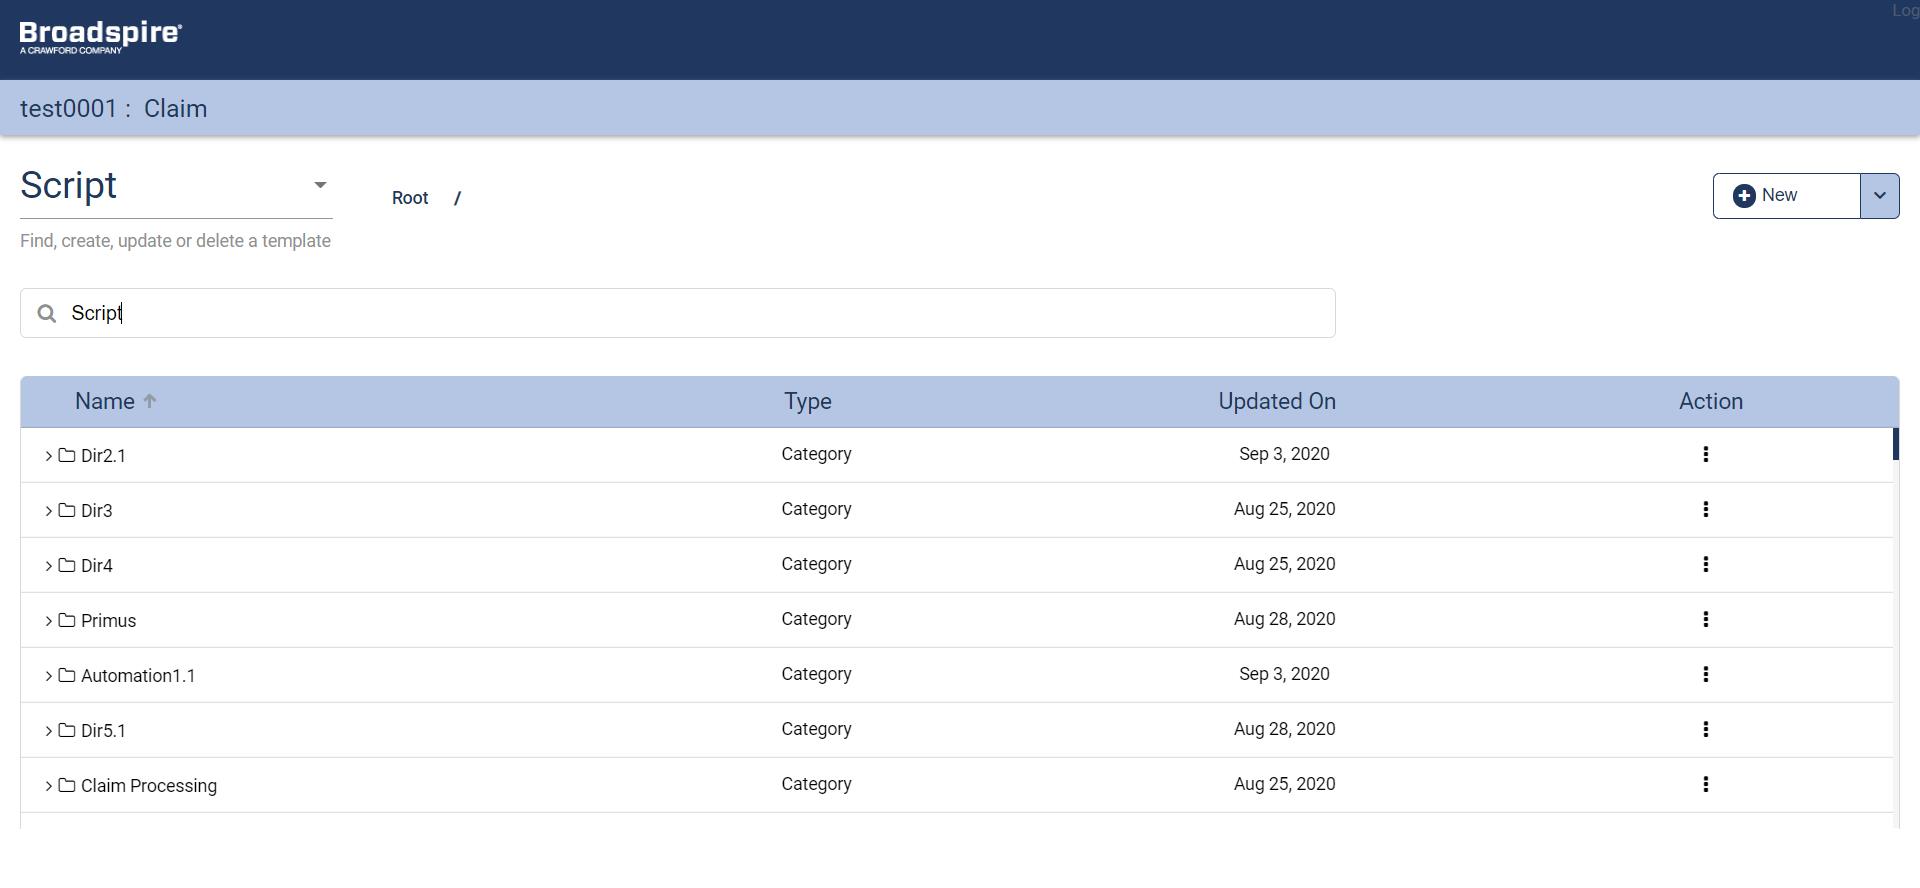 Log
Broadspire®
A CRAWFORD COMPANY
test0001 : Claim
Script
Root /
New
Find, create, update or delete a template
Script
Name Type Updated On Action
Dir2.1 Category Sep 3, 2020
Dir3 Category Aug 25, 2020
Dir4 Category Aug 25, 2020
Primus Category Aug 28, 2020
Automation1.1 Category Sep 3, 2020
Dir5.1 Category Aug 28, 2020
Claim Processing Category Aug 25, 2020